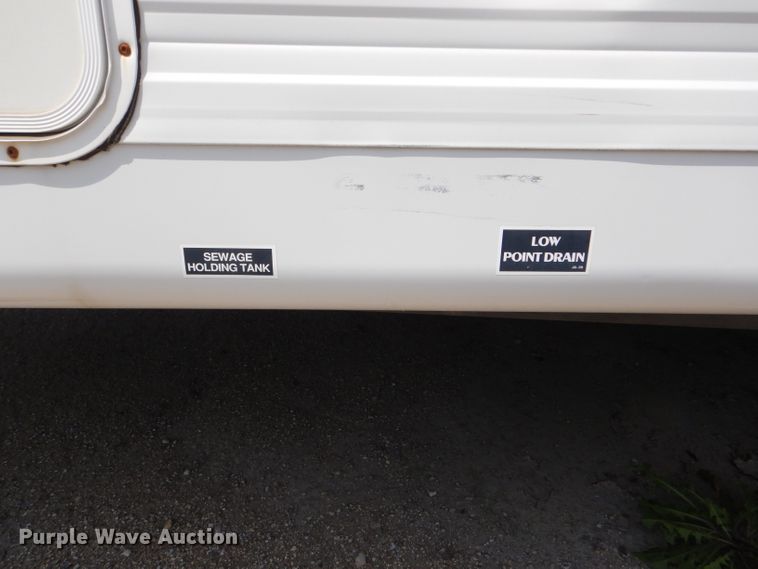 LOW
POINT DRAIN
SEWAGE
HOLDING TANK
Purple Wave Auction